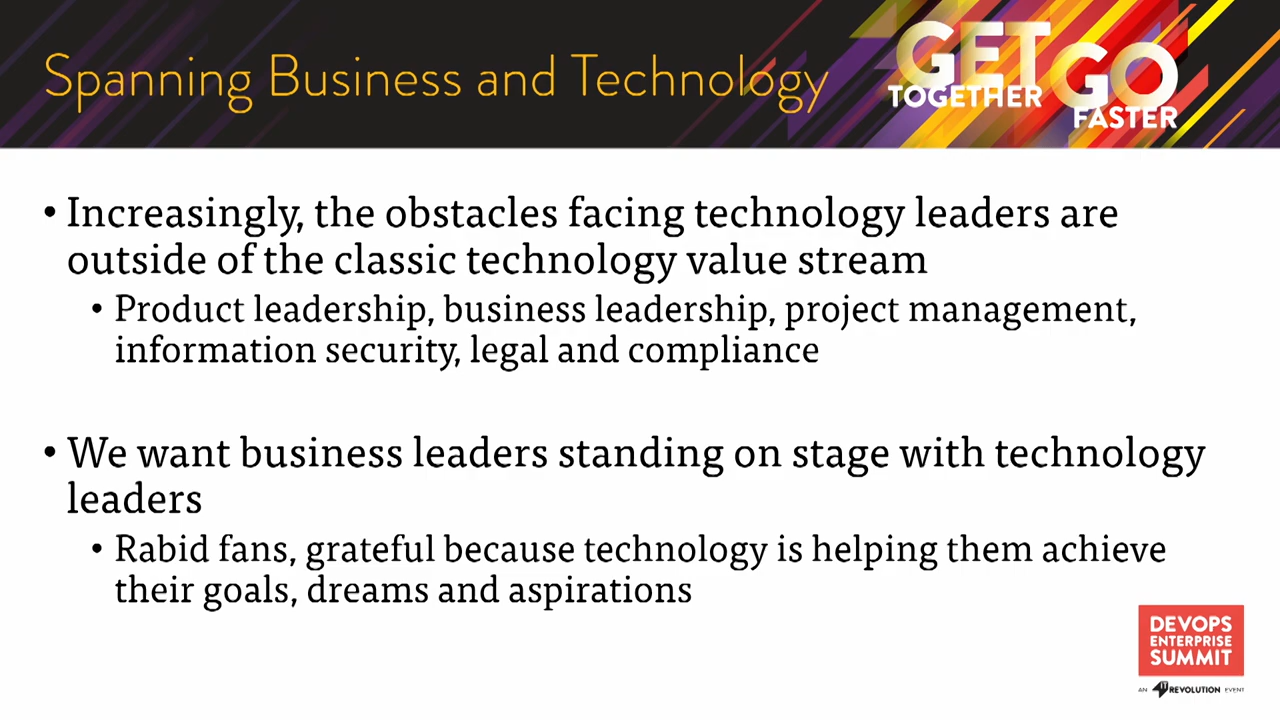 Spanning Business and Technology
GET
TOGETHER
GO
FASTER
• Increasingly, the obstacles facing technology leaders are
outside of the classic technology value stream
• Product leadership, business leadership, project management,
information security, legal and compliance
• We want business leaders standing on stage with technology
leaders
• Rabid fans, grateful because technology is helping them achieve
their goals, dreams and aspirations
DEVOPS
ENTERPRISE
SUMMIT
AN IT REVOLUTION EVENT